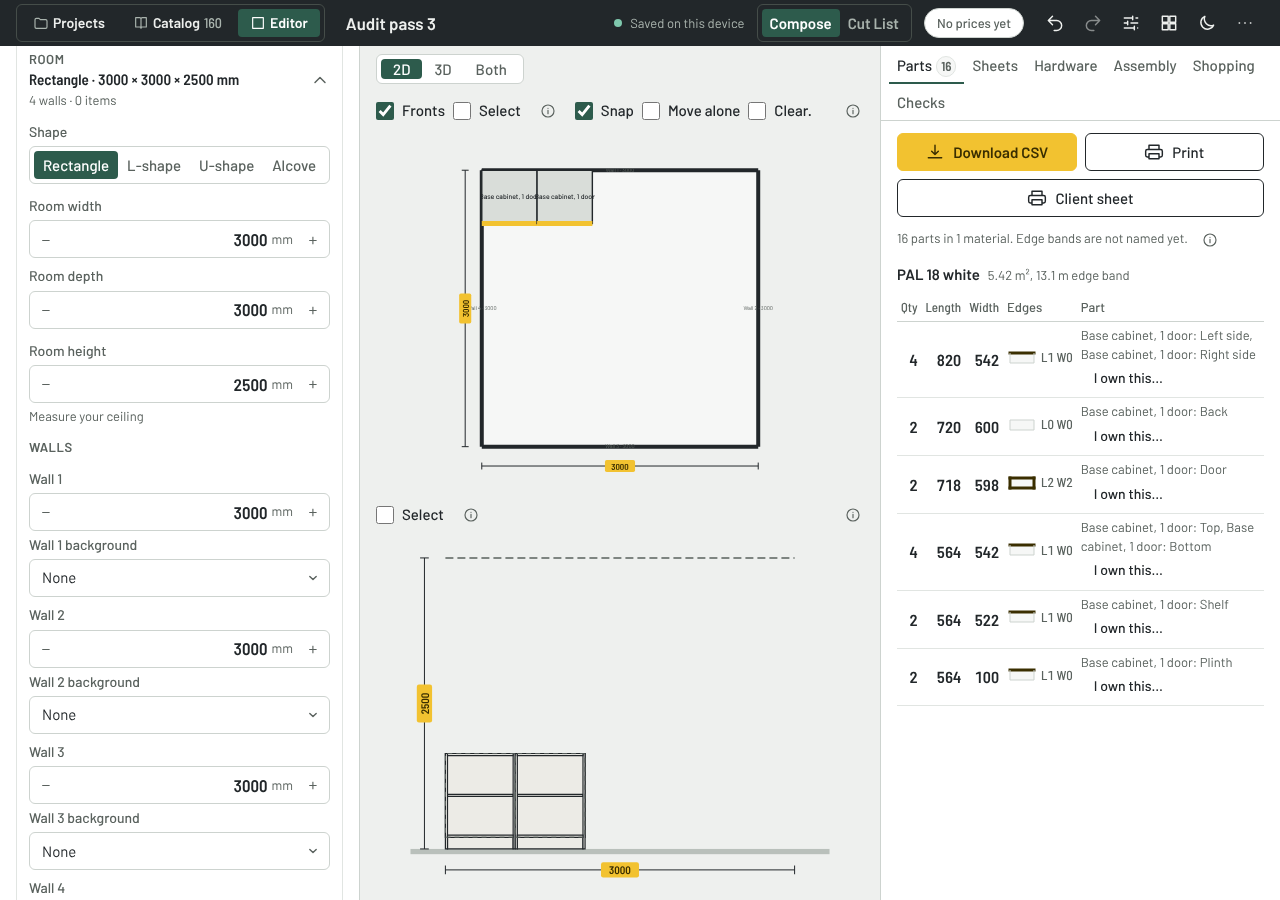 Projects
Catalog 160
Editor
Audit pass 3
Saved on this device
Compose
Cut List
No prices yet
ROOM
Rectangle · 3000 × 3000 × 2500 mm
4 walls · 0 items
Shape
Rectangle
L-shape
U-shape
Alcove
Room width
− 3000 mm +
Room depth
− 3000 mm +
Room height
− 2500 mm +
Measure your ceiling
WALLS
Wall 1
− 3000 mm +
Wall 1 background
None
Wall 2
− 3000 mm +
Wall 2 background
None
Wall 3
− 3000 mm +
Wall 3 background
None
Wall 4
2D
3D
Both
Fronts
Select
Snap
Move alone
Clear.
ase cabinet, 1 doo
ase cabinet, 1 door
3000
3000
3000
Select
2500
3000
Parts 16
Sheets
Hardware
Assembly
Shopping
Checks
Download CSV
Print
Client sheet
16 parts in 1 material. Edge bands are not named yet.
PAL 18 white 5.42 m², 13.1 m edge band
Qty Length Width Edges Part
4 820 542 L1 W0 Base cabinet, 1 door: Left side,
Base cabinet, 1 door: Right side
I own this...
2 720 600 L0 W0 Base cabinet, 1 door: Back
I own this...
2 718 598 L2 W2 Base cabinet, 1 door: Door
I own this...
4 564 542 L1 W0 Base cabinet, 1 door: Top, Base
cabinet, 1 door: Bottom
I own this...
2 564 522 L1 W0 Base cabinet, 1 door: Shelf
I own this...
2 564 100 L1 W0 Base cabinet, 1 door: Plinth
I own this...